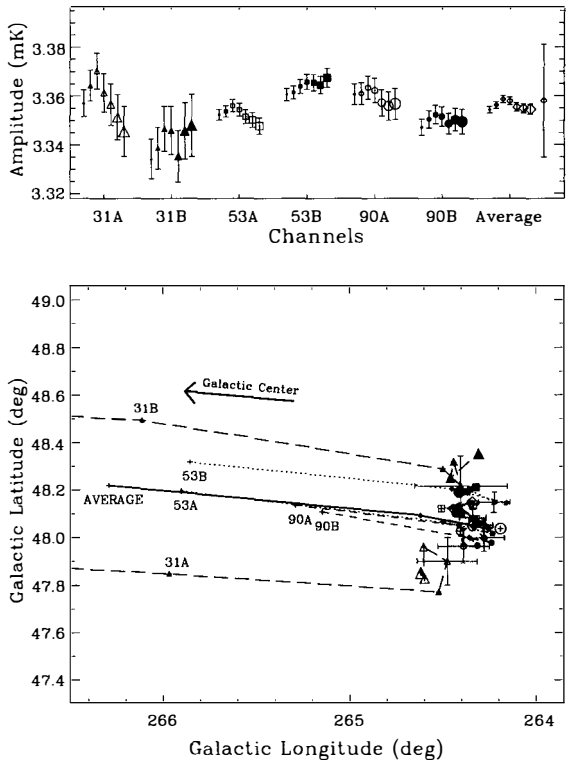 3.38
3.36
3.34
3.32
Amplitude (mK)
31A 31B 53A 53B 90A 90B Average
Channels
49.0
48.8
48.6
48.4
48.2
48.0
47.8
47.6
47.4
Galactic Latitude (deg)
Galactic Center
31B
53B
AVERAGE
53A
90A
90B
31A
266 265 264
Galactic Longitude (deg)